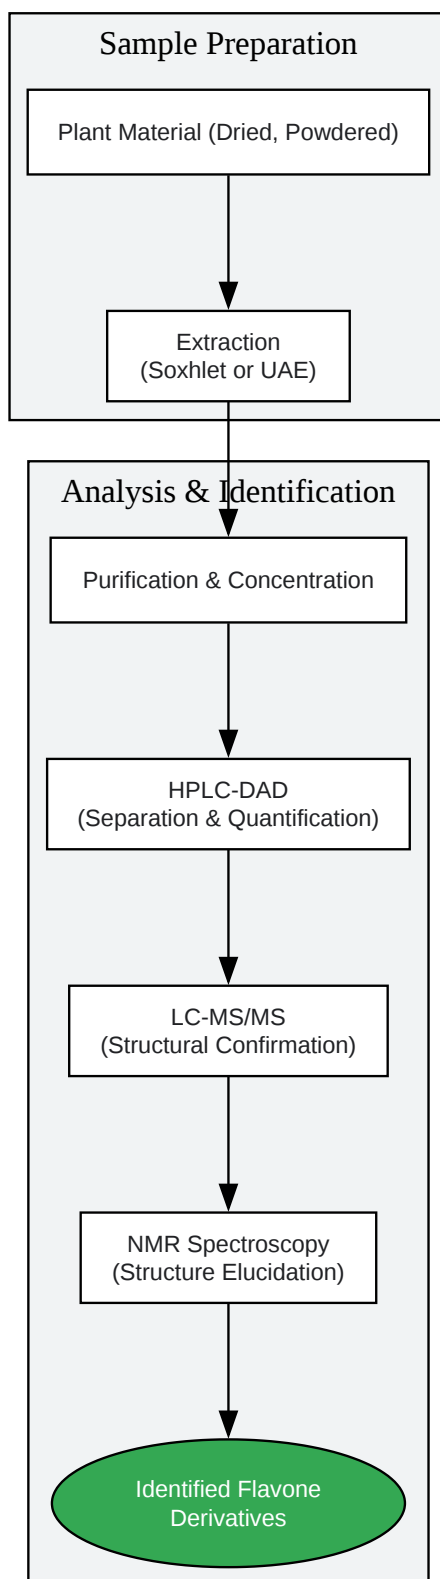 Sample Preparation
Plant Material (Dried, Powdered)
Extraction
(Soxhlet or UAE)
Analysis & Identification
Purification & Concentration
HPLC-DAD
(Separation & Quantification)
LC-MS/MS
(Structural Confirmation)
NMR Spectroscopy
(Structure Elucidation)
Identified Flavone
Derivatives